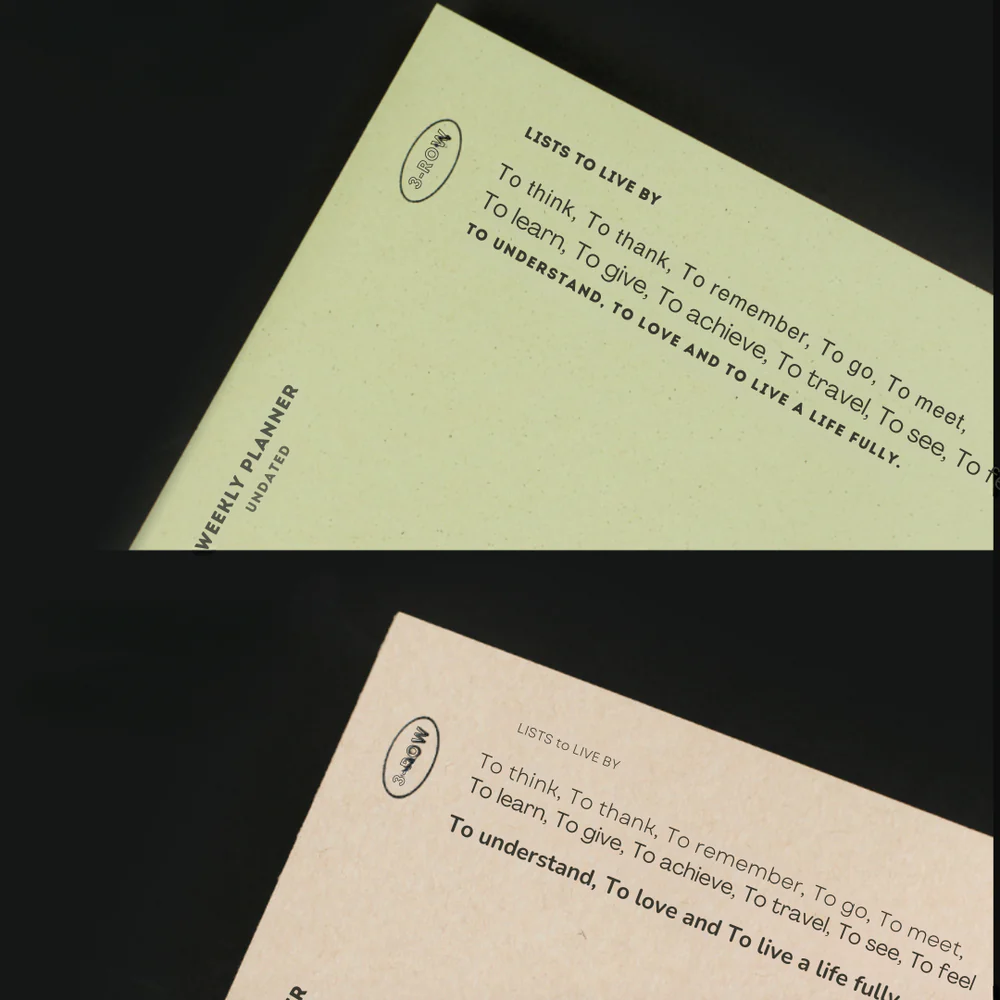 3-ROW
LISTS TO LIVE BY
To think, To thank, To remember, To go, To meet,
To learn, To give, To achieve, To travel, To see, To
TO UNDERSTAND, TO LOVE AND TO LIVE A LIFE FULLY.
WEEKLY PLANNER
UNDATED
3-ROW
LISTS to LIVE BY
To think, To thank, To remember, To go, To meet,
To learn, To give, To achieve, To travel, To see, To feel
To understand, To love and To live a life fully